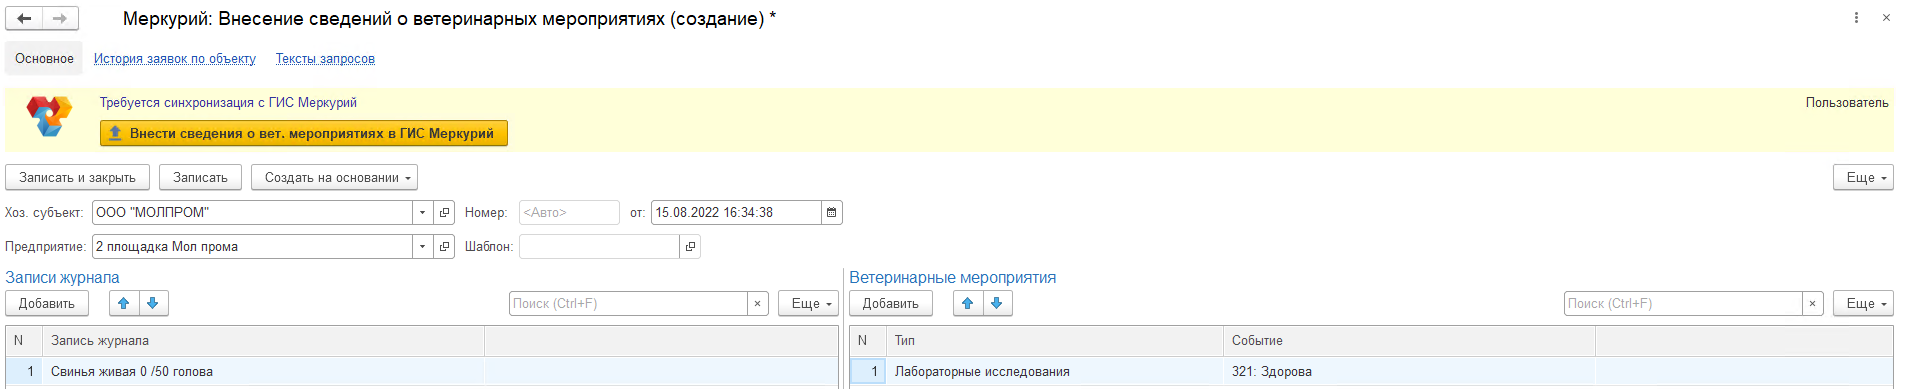 Меркурий: Внесение сведений о ветеринарных мероприятиях (создание) *
Основное История заявок по объекту Тексты запросов
Требуется синхронизация с ГИС Меркурий Пользователь
Внести сведения о вет. мероприятиях в ГИС Меркурий
Записать и закрыть Записать Создать на основании Еще
Хоз. субъект: ООО "МОЛПРОМ" Номер: <Авто> от: 15.08.2022 16:34:38
Предприятие: 2 площадка Мол прома Шаблон:
Записи журнала Ветеринарные мероприятия
Добавить Поиск (Ctrl+F) × Еще Добавить Поиск (Ctrl+F) × Еще
N Запись журнала N Тип Событие
1 Свинья живая 0 /50 голова 1 Лабораторные исследования 321: Здорова